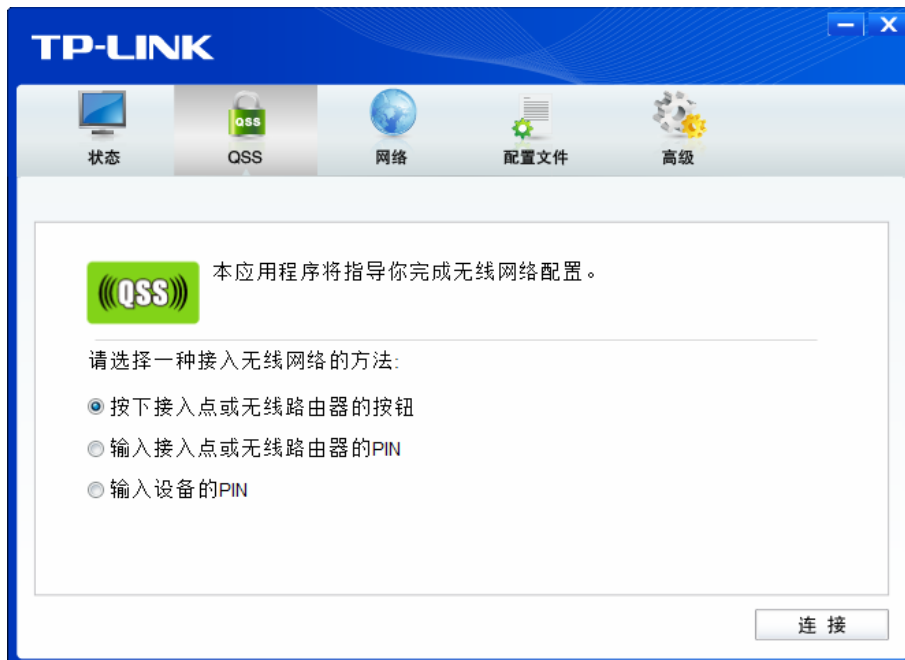 TP-LINK
QSS
状态
QSS
网络
配置文件
高级
(((QSS)))
本应用程序将指导你完成无线网络配置。
请选择一种接入无线网络的方法:
按下接入点或无线路由器的按钮
输入接入点或无线路由器的PIN
输入设备的PIN
连 接